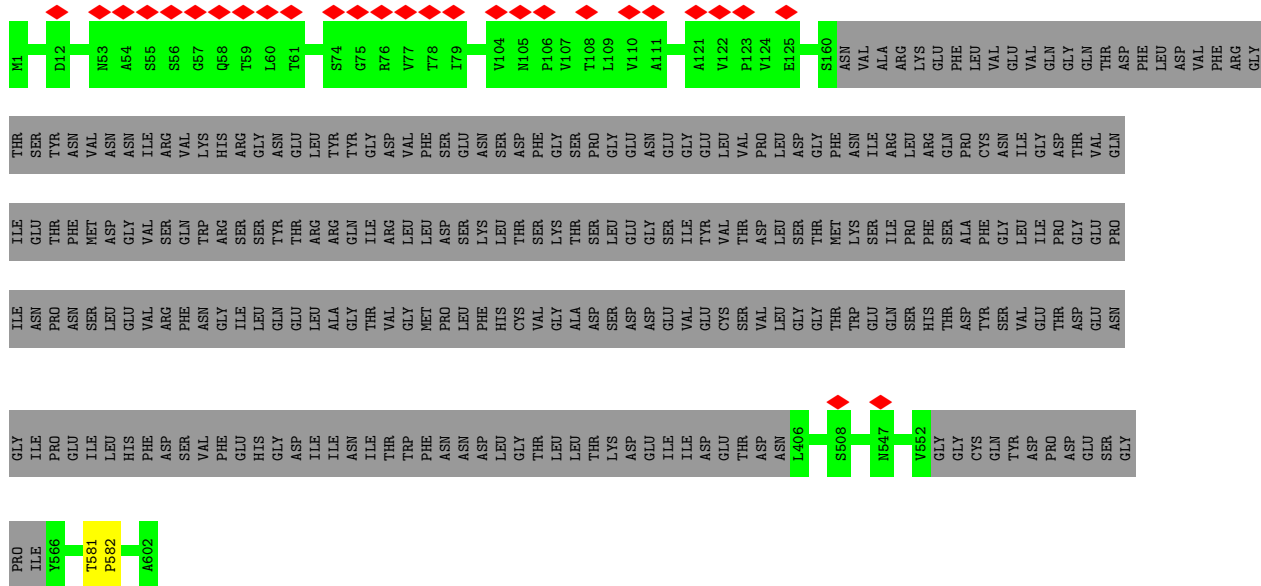 M1 D12 N53 A54 S55 S56 G57 Q58 T59 L60 T61 S74 G75 R76 V77 T78 I79 V104 N105 P106 V107 T108 L109 V110 A111 A121 V122 P123 V124 E125 S160 ASN VAL ALA ARG LYS GLU PHE LEU VAL GLU VAL GLN GLY GLN THR ASP PHE LEU ASP VAL PHE ARG GLY
THR SER TYR ASN VAL ASN ASN ILE ARG VAL LYS HIS ARG GLY ASN GLU LEU TYR TYR GLY ASP VAL PHE SER GLU ASN SER ASP PHE GLY SER PRO GLY GLU ASN GLU GLY GLU LEU VAL PRO LEU ASP GLY PHE ASN ILE ARG LEU ARG GLN PRO CYS ASN ILE GLY ASP THR VAL GLN
ILE GLU THR PHE MET ASP GLY VAL SER GLN TRP ARG SER SER TYR THR ARG ARG GLN ILE ARG LEU LEU ASP SER LYS LEU THR SER LYS THR SER LEU GLU GLY SER ILE TYR VAL THR ASP LEU SER THR MET LYS SER ILE PRO PHE SER ALA PHE GLY LEU ILE PRO GLY GLU PRO
ILE ASN PRO ASN SER LEU GLU VAL ARG PHE ASN GLY ILE LEU GLN GLU LEU ALA GLY THR VAL GLY MET PRO LEU PHE HIS CYS VAL GLY ALA ASP SER ASP ASP GLU VAL GLU CYS SER VAL LEU GLY GLY THR TRP GLU GLN SER HIS THR ASP TYR SER VAL GLU THR ASP GLU ASN
GLY ILE PRO GLU ILE LEU HIS PHE ASP SER VAL PHE GLU HIS GLY ASP ILE ILE ASN ILE THR TRP PHE ASN ASN ASP LEU GLY THR LEU LEU THR LYS ASP GLU ILE ILE ASP GLU THR ASP ASN L406 S508 N547 V552 GLY GLY CYS GLN TYR ASP PRO ASP GLU SER GLY
PRO ILE Y566 T581 P582 A602